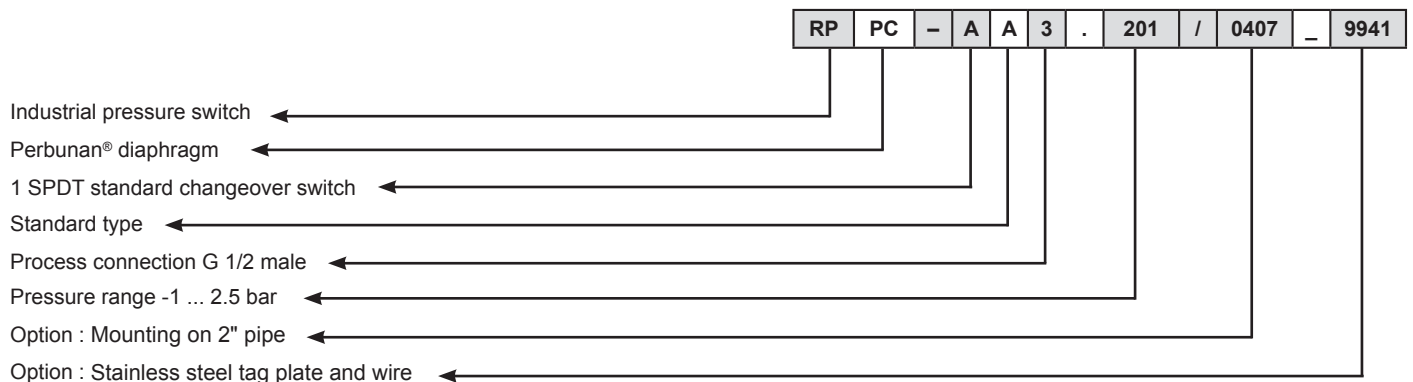 RP PC – A A 3 . 201 / 0407 _ 9941
Industrial pressure switch
Perbunan® diaphragm
1 SPDT standard changeover switch
Standard type
Process connection G 1/2 male
Pressure range -1 ... 2.5 bar
Option : Mounting on 2" pipe
Option : Stainless steel tag plate and wire